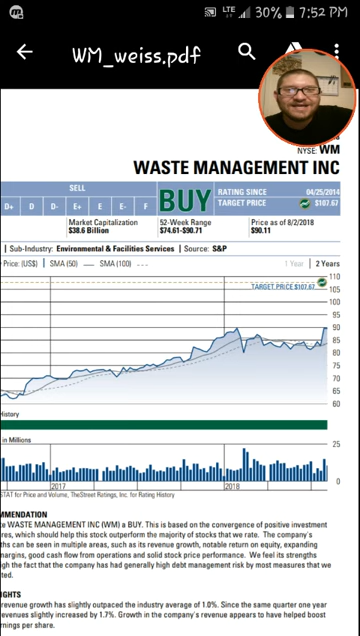 LTE 30% 7:52 PM
WM_weiss.pdf
NYSE: WM
WASTE MANAGEMENT INC
SELL
D+ D D- E+ E E- F
BUY
RATING SINCE 04/25/2014
TARGET PRICE $107.67
Market Capitalization 52-Week Range Price as of 8/2/2018
$38.6 Billion $74.61-$90.71 $90.11
Sub-Industry: Environmental & Facilities Services | Source: S&P
Price (US$) SMA (50) SMA (100) 1 Year 2 Years
TARGET PRICE $107.67
110
105
100
95
90
85
80
75
70
65
60
History
in Millions
25
0
2017 2018
STAT for Price and Volume, TheStreet Ratings, Inc. for Rating History
MMENDATION
te WASTE MANAGEMENT INC (WM) a BUY. This is based on the convergence of positive investment
res, which should help this stock outperform the majority of stocks that we rate. The company's
ths can be seen in multiple areas, such as its revenue growth, notable return on equity, expanding
margins, good cash flow from operations and solid stock price performance. We feel its strengths
gh the fact that the company has had generally high debt management risk by most measures that we
ted.
IGHTS
revenue growth has slightly outpaced the industry average of 1.0%. Since the same quarter one year
evenues slightly increased by 1.7%. Growth in the company's revenue appears to have helped boost
rnings per share.